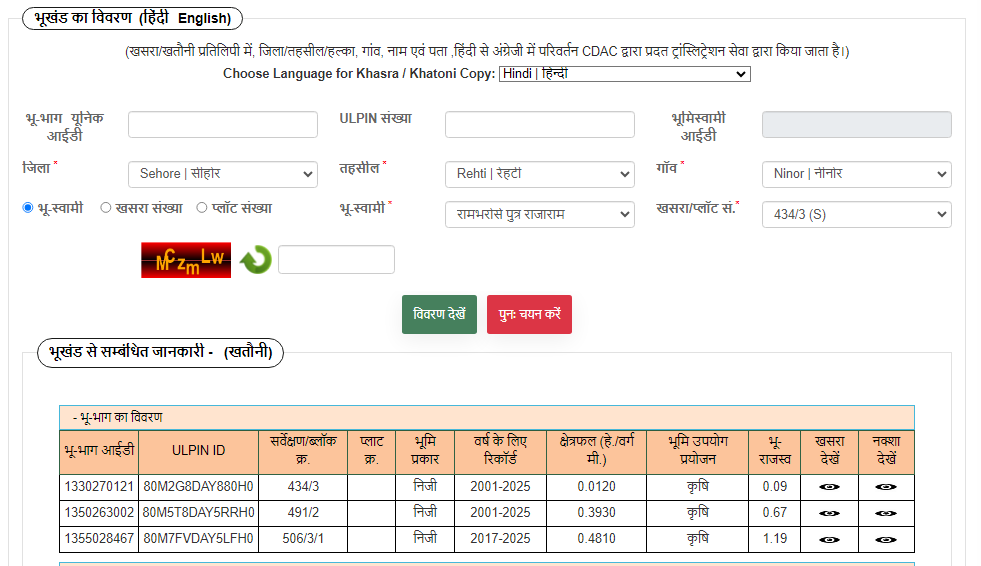 भूखंड का विवरण (हिंदी English)
(खसरा/खतौनी प्रतिलिपी में, जिला/तहसील/हल्का, गांव, नाम एवं पता ,हिंदी से अंग्रेजी में परिवर्तन CDAC द्वारा प्रदत ट्रांस्लिट्रेशन सेवा द्वारा किया जाता है।)
Choose Language for Khasra / Khatoni Copy: Hindi | हिन्दी
भू-भाग यूनिक आईडी ULPIN संख्या भूमिस्वामी आईडी
जिला * Sehore | सीहोर तहसील * Rehti | रेहटी गाँव * Ninor | नीनोर
भू-स्वामी खसरा संख्या प्लॉट संख्या भू-स्वामी * रामभरोसे पुत्र राजाराम खसरा/प्लॉट सं.* 434/3 (S)
MCzmLw
विवरण देखें पुनः चयन करें
भूखंड से सम्बंधित जानकारी - (खतौनी)
- भू-भाग का विवरण
भू-भाग आईडी ULPIN ID सर्वेक्षण/ब्लॉक क्र. प्लाट क्र. भूमि प्रकार वर्ष के लिए रिकॉर्ड क्षेत्रफल (हे./वर्ग मी.) भूमि उपयोग प्रयोजन भू-राजस्व खसरा देखें नक्शा देखें
1330270121 80M2G8DAY880H0 434/3 निजी 2001-2025 0.0120 कृषि 0.09
1350263002 80M5T8DAY5RRH0 491/2 निजी 2001-2025 0.3930 कृषि 0.67
1355028467 80M7FVDAY5LFH0 506/3/1 निजी 2017-2025 0.4810 कृषि 1.19